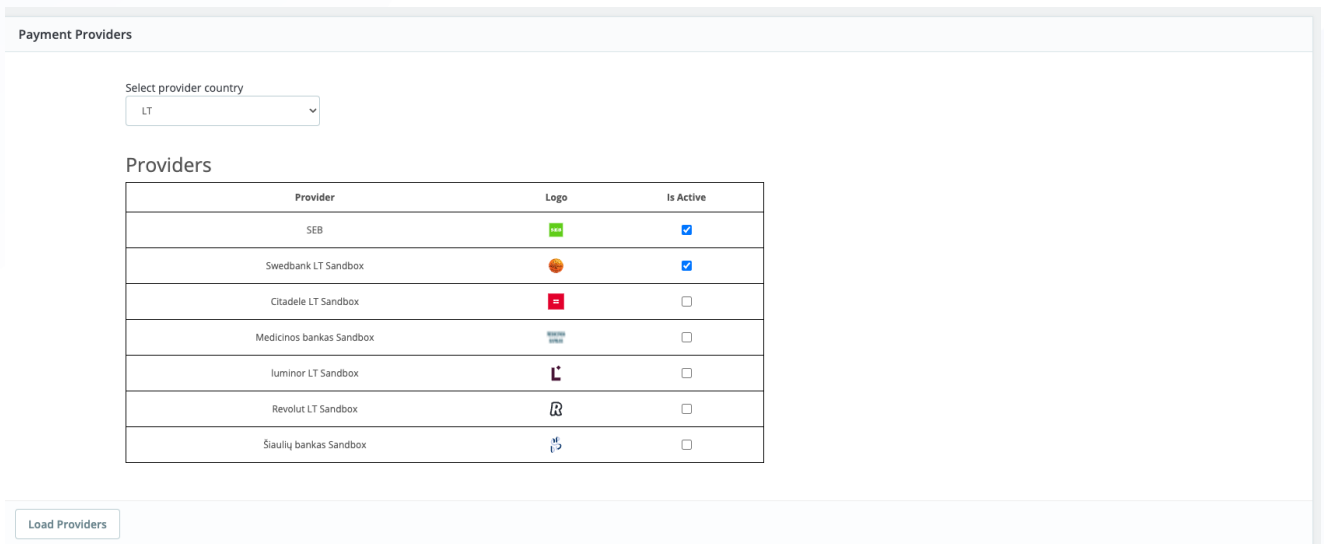 Payment Providers
Select provider country
LT
Providers
Provider Logo Is Active
SEB
Swedbank LT Sandbox
Citadele LT Sandbox
Medicinos bankas Sandbox
luminor LT Sandbox
Revolut LT Sandbox
Šiaulių bankas Sandbox
Load Providers